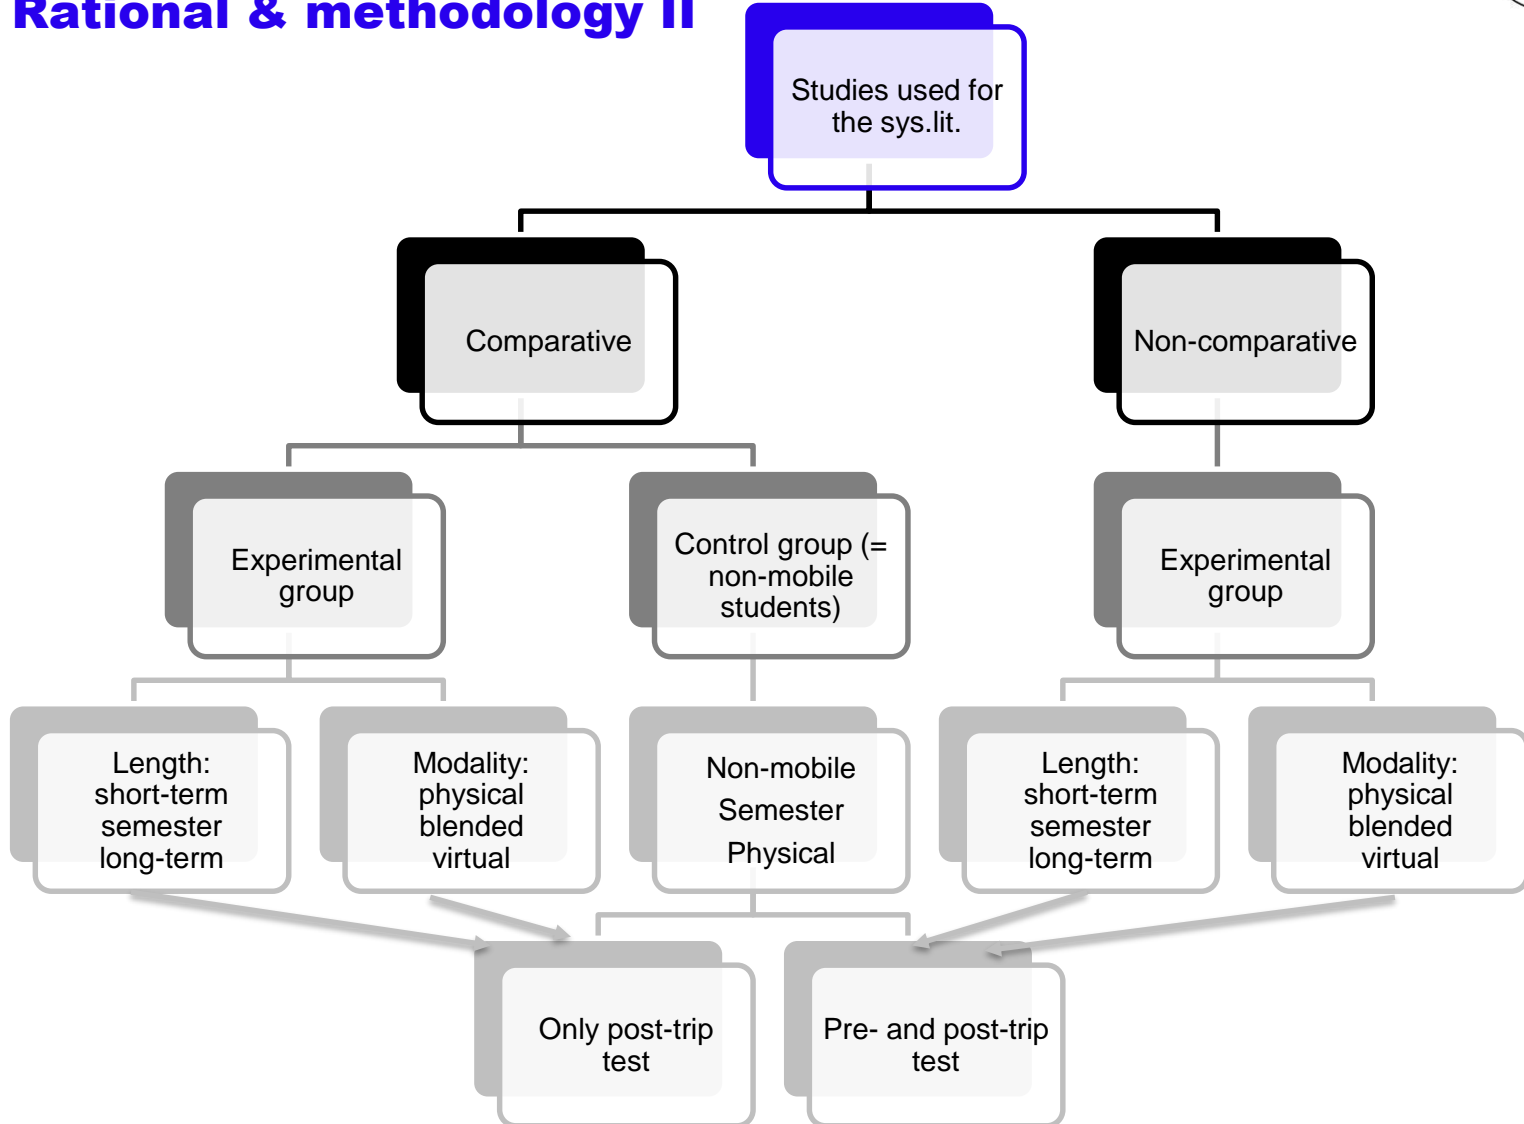 Rational & methodology II
Studies used for
the sys.lit.
Comparative
Non-comparative
Experimental
group
Control group (=
non-mobile
students)
Experimental
group
Length:
short-term
semester
long-term
Modality:
physical
blended
virtual
Non-mobile
Semester
Physical
Length:
short-term
semester
long-term
Modality:
physical
blended
virtual
Only post-trip
test
Pre- and post-trip
test